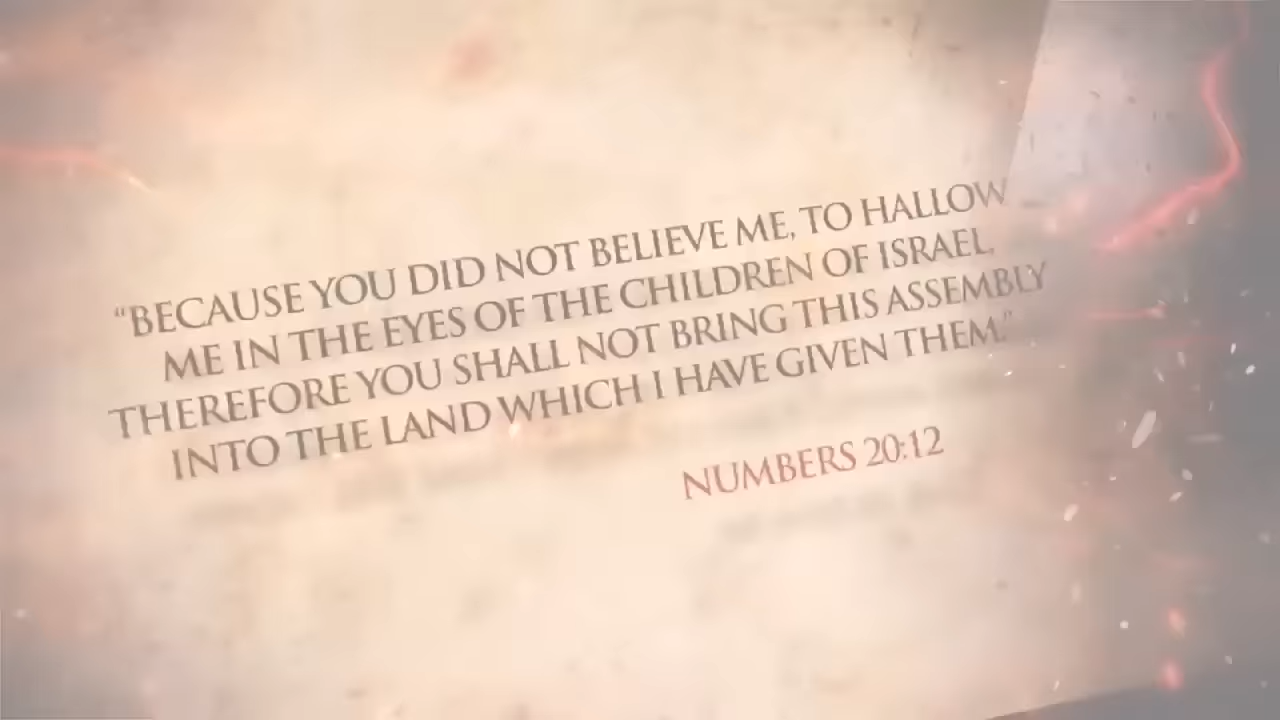 “BECAUSE YOU DID NOT BELIEVE ME, TO HALLOW
ME IN THE EYES OF THE CHILDREN OF ISRAEL,
THEREFORE YOU SHALL NOT BRING THIS ASSEMBLY
INTO THE LAND WHICH I HAVE GIVEN THEM.”
NUMBERS 20:12